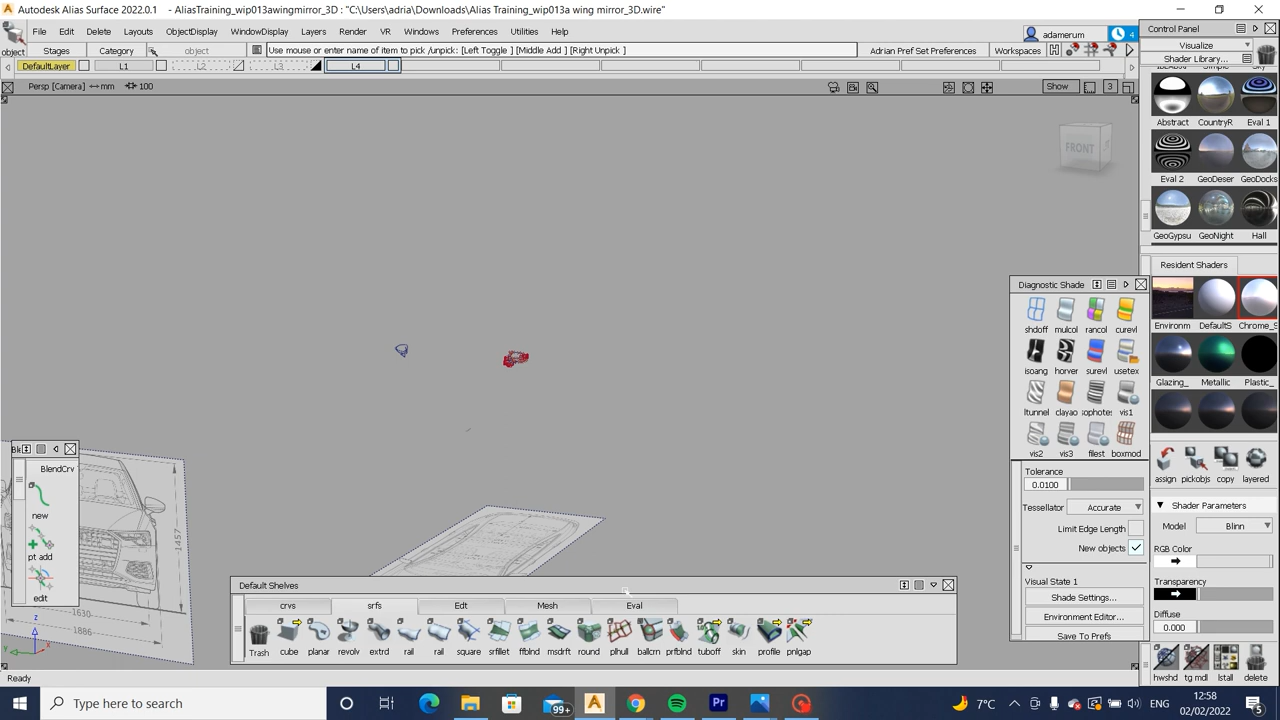 Autodesk Alias Surface 2022.0.1 - AliasTraining_wip013awingmirror_3D : "C:\Users\adria\Downloads\Alias Training_wip013a wing mirror_3D.wire"
File Edit Delete Layouts ObjectDisplay WindowDisplay Layers Render VR Windows Preferences Utilities Help
adamerum 4
object Stages Category object Use mouse or enter name of item to pick /unpick: [Left Toggle ] [Middle Add ] [Right Unpick ] Adrian Pref Set Preferences Workspaces
DefaultLayer L1 L2 L3 L4
Persp [Camera] mm 100 Show 3
FRONT
Control Panel
Visualize
Shader Library...
Abstract CountryR Eval 1
Eval 2 GeoDeser GeoDocks
GeoGypsu GeoNight Hall
Resident Shaders
Environm DefaultS Chrome_S
Glazing_ Metallic Plastic_
assign pickobjs copy layered
Shader Parameters
Model Blinn
RGB Color
Transparency
Diffuse
0.000
hwshd tg mdl lstall delete
Diagnostic Shade
shdoff mulcol rancol curevl
isoang horver surevl usetex
ltunnel clayao vis1
vis2 vis3 filest boxmod
Tolerance
0.0100
Tessellator Accurate
Limit Edge Length
New objects
Visual State 1
Shade Settings...
Environment Editor...
Save To Prefs
BlendCrv
new
pt add
edit
1457
1630
1886
z
y x
Default Shelves
crvs srfs Edt Mesh Eval
Trash cube planar revolv extrd rail rail square srfillet ffblnd msdrft round plhull ballcrn prfblnd tuboff skin profile pnlgap
Ready
Type here to search
99+
7°C ENG
12:58
02/02/2022